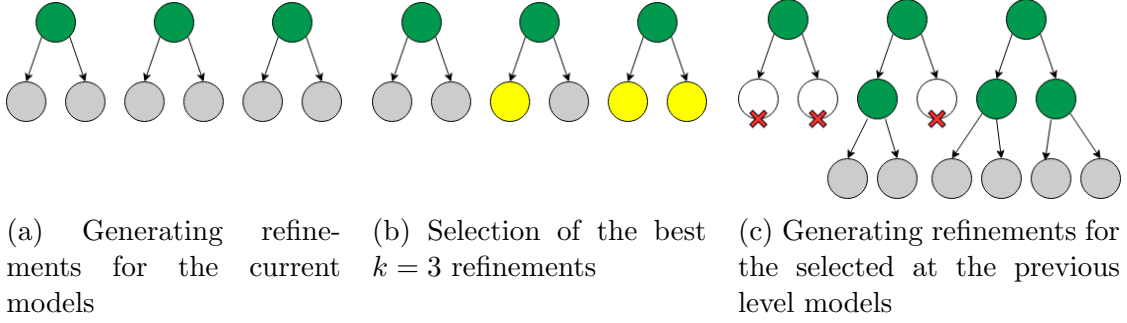 (a) Generating refine-
ments for the current
models
(b) Selection of the best
k = 3 refinements
(c) Generating refinements for
the selected at the previous
level models